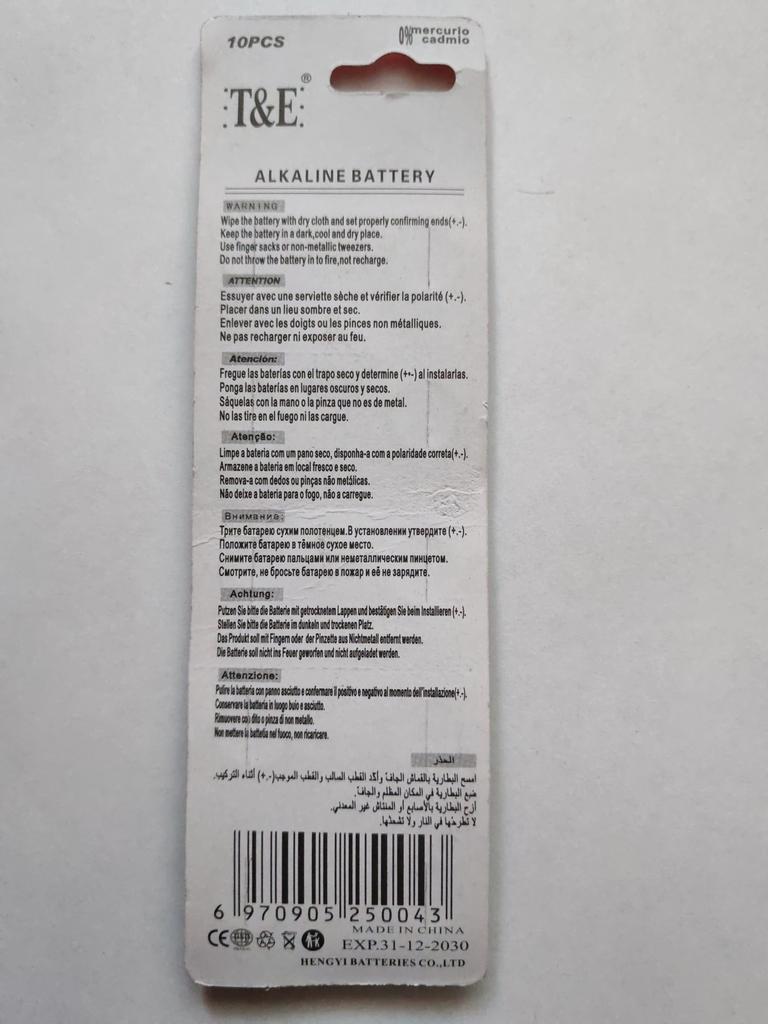 10PCS
0% mercurio
cadmio
T&E®
ALKALINE BATTERY
WARNING
Wipe the battery with dry cloth and set properly confirming ends(+.-).
Keep the battery in a dark,cool and dry place.
Use finger sacks or non-metallic tweezers.
Do not throw the battery in to fire,not recharge.
ATTENTION
Essuyer avec une serviette sèche et vérifier la polarité (+.-).
Placer dans un lieu sombre et sec.
Enlever avec les doigts ou les pinces non métalliques.
Ne pas recharger ni exposer au feu.
Atención:
Fregue las baterías con el trapo seco y determine (+•-) al instalarlas.
Ponga las baterías en lugares oscuros y secos.
Sáquelas con la mano o la pinza que no es de metal.
No las tire en el fuego ni las cargue.
Atenção:
Limpe a bateria com um pano seco, disponha-a com a polaridade correta(+.-).
Armazene a bateria em local fresco e seco.
Remova-a com dedos ou pinças não metálicas.
Não deixe a bateria para o fogo, não a carregue.
Внимание:
Трите батарею сухим полотенцем.В установлении утвердите (+.-).
Положите батарею в тёмное сухое место.
Снимите батарею пальцами или неметаллическим пинцетом.
Смотрите, не бросьте батарею в пожар и её не зарядите.
Achtung:
Putzen Sie bitte die Batterie mit getrocknetem Lappen und bestätigen Sie beim Installieren (+.-).
Stellen Sie bitte die Batterie im dunkeln und trockenen Platz.
Das Produkt soll mit Fingern oder der Pinzette aus Nichtmetall entfernt werden.
Die Batterie soll nicht ins Feuer geworfen und nicht aufgeladet werden.
Attenzione:
Pulire la batteria con panno asciutto e confermare il positivo e negativo al momento dell'installazione(+.-).
Conservare la batteria in luogo buio e asciutto.
Rimuovere co dito o pinza di non metallo.
Non mettere la battetia nel fuoco, non ricaricare.
الحذر
امسح البطارية بالقماش الجاف وأكد القطب السالب والقطب الموجب(-.+) أثناء التركيب.
ضع البطارية في المكان المظلم والجاف.
أزح البطارية بالأصابع أو المنتاش غير المعدني.
لا تطرحها في النار ولا تشحنها.
6 970905 250043
MADE IN CHINA
CE
EXP.31-12-2030
HENGYI BATTERIES CO.,LTD